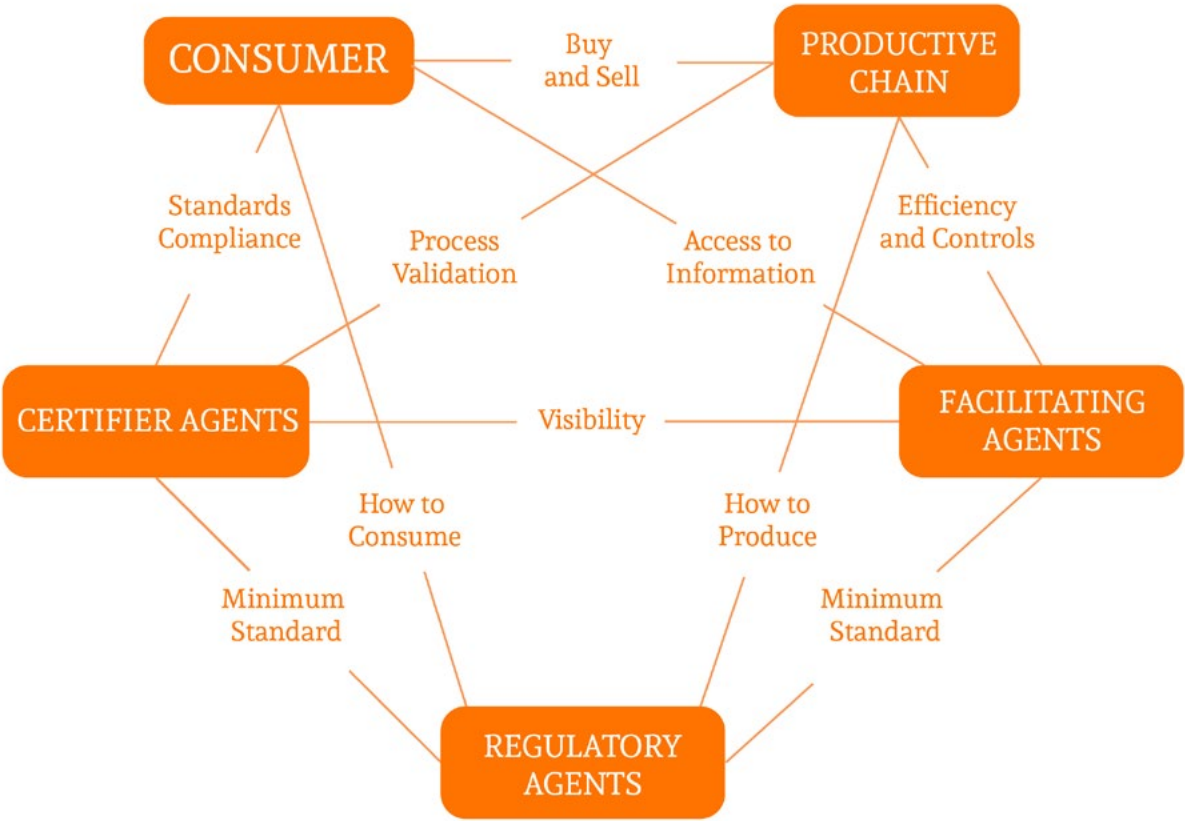 CONSUMER
Buy
and Sell
PRODUCTIVE
CHAIN
Standards
Compliance
Process
Validation
Access to
Information
Efficiency
and Controls
CERTIFIER AGENTS
Visibility
FACILITATING
AGENTS
How to
Consume
How to
Produce
Minimum
Standard
Minimum
Standard
REGULATORY
AGENTS